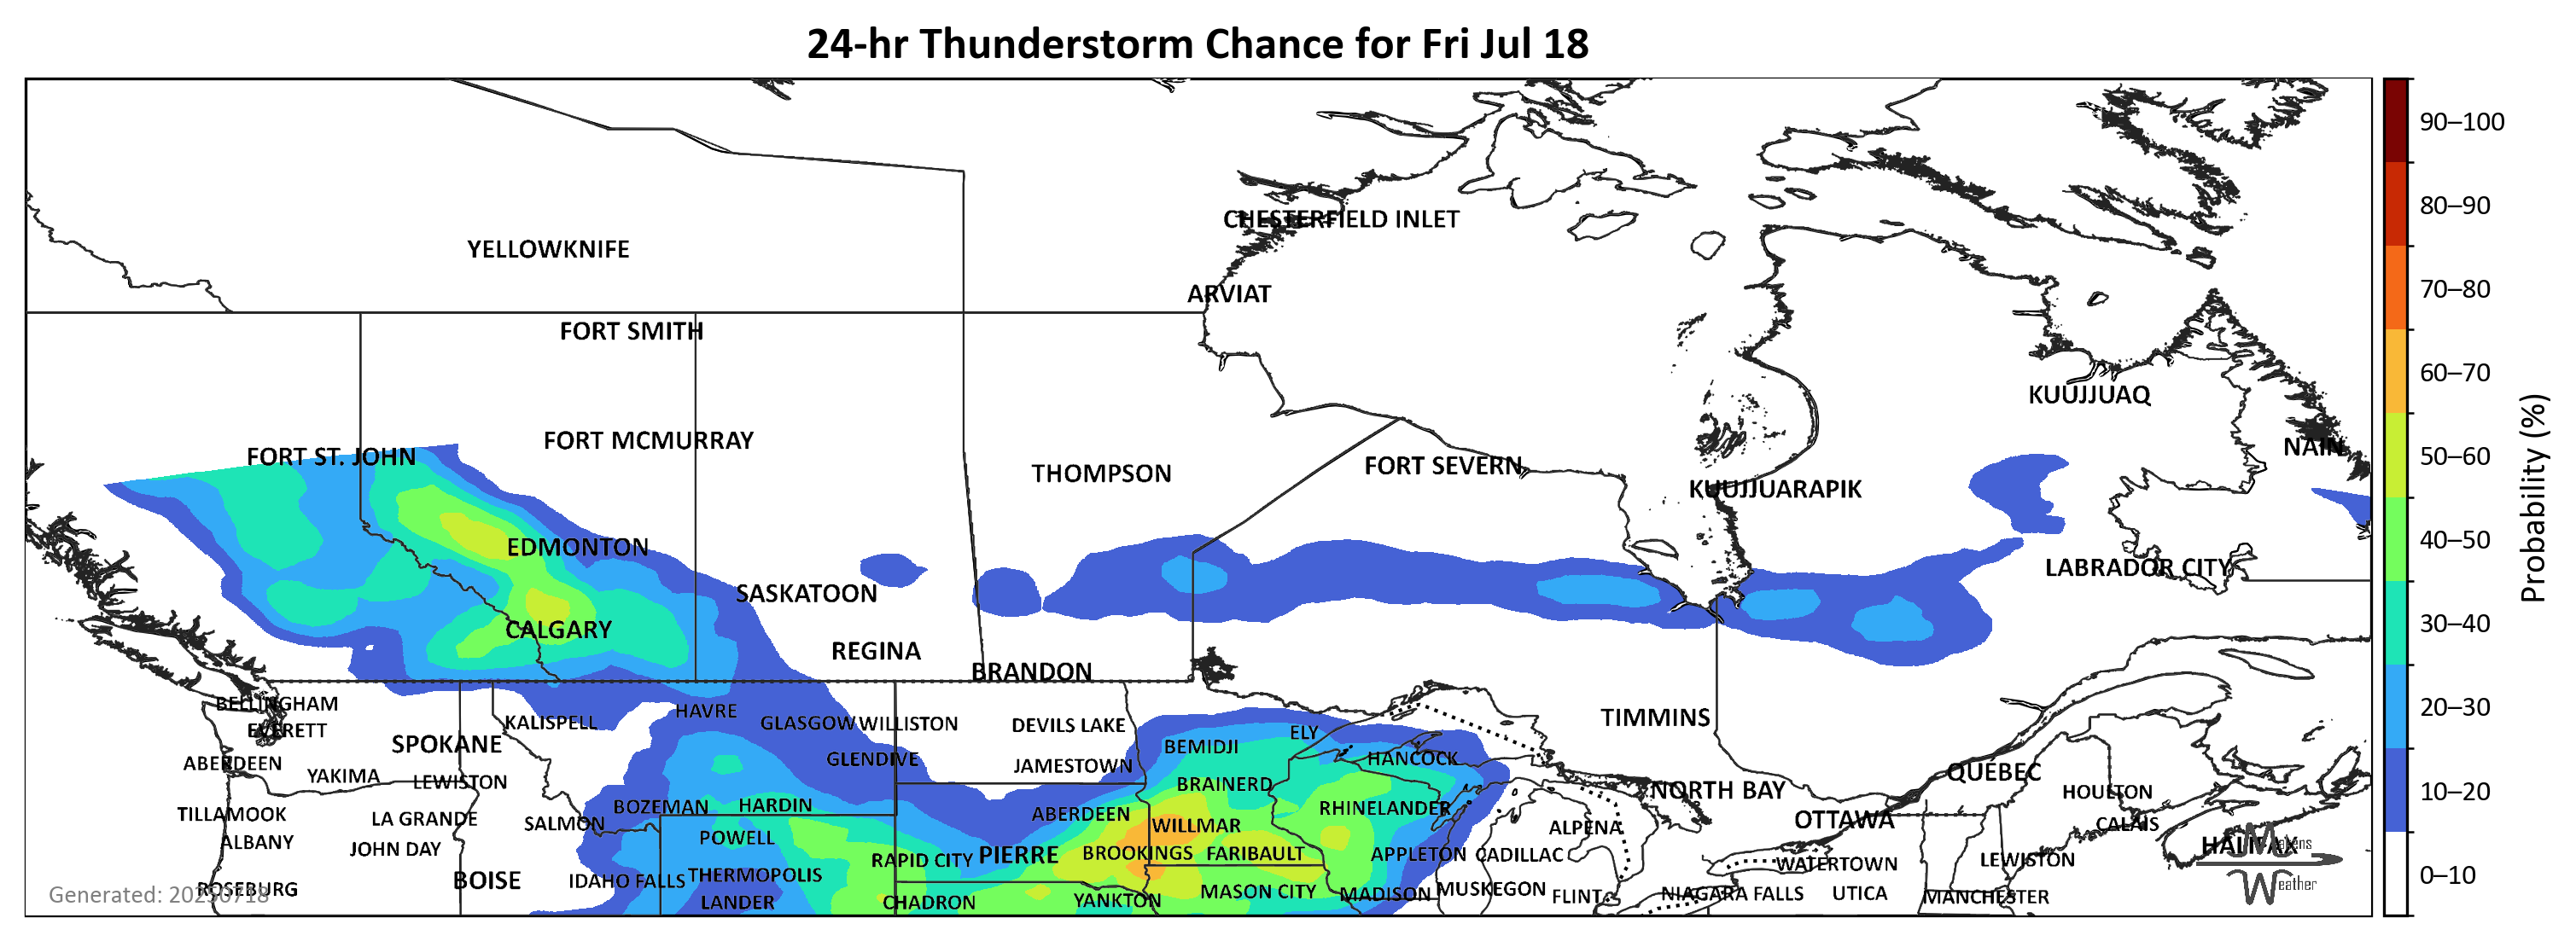 24-hr Thunderstorm Chance for Fri Jul 18
90–100
80–90
CHESTERFIELD INLET
YELLOWKNIFE
70–80
ARVIAT
FORT SMITH
60–70
KUUJJUAQ
FORT MCMURRAY
NAIN
50–60
FORT ST. JOHN
FORT SEVERN
THOMPSON
KUUJJUARAPIK
Probability (%)
40–50
EDMONTON
LABRADOR CITY
SASKATOON
30–40
CALGARY
REGINA
BRANDON
BELLINGHAM
20–30
HAVRE
TIMMINS
KALISPELL
GLASGOW
WILLISTON
DEVILS LAKE
EVERETT
ELY
SPOKANE
BEMIDJI
GLENDIVE
HANCOCK
ABERDEEN
JAMESTOWN
QUÉBEC
YAKIMA
LEWISTON
BRAINERD
NORTH BAY
HOULTON
10–20
BOZEMAN
HARDIN
RHINELANDER
TILLAMOOK
ABERDEEN
LA GRANDE
OTTAWA
SALMON
WILLMAR
CALAIS
ALPENA
POWELL
ALBANY
HALIFAX
Makens
Weather
JOHN DAY
BROOKINGS
FARIBAULT
APPLETON
CADILLAC
PIERRE
RAPID CITY
LEWISTON
WATERTOWN
THERMOPOLIS
0–10
BOISE
IDAHO FALLS
ROSEBURG
MUSKEGON
MASON CITY
MADISON
NIAGARA FALLS
UTICA
Generated: 20250718
FLINT
MANCHESTER
YANKTON
LANDER
CHADRON